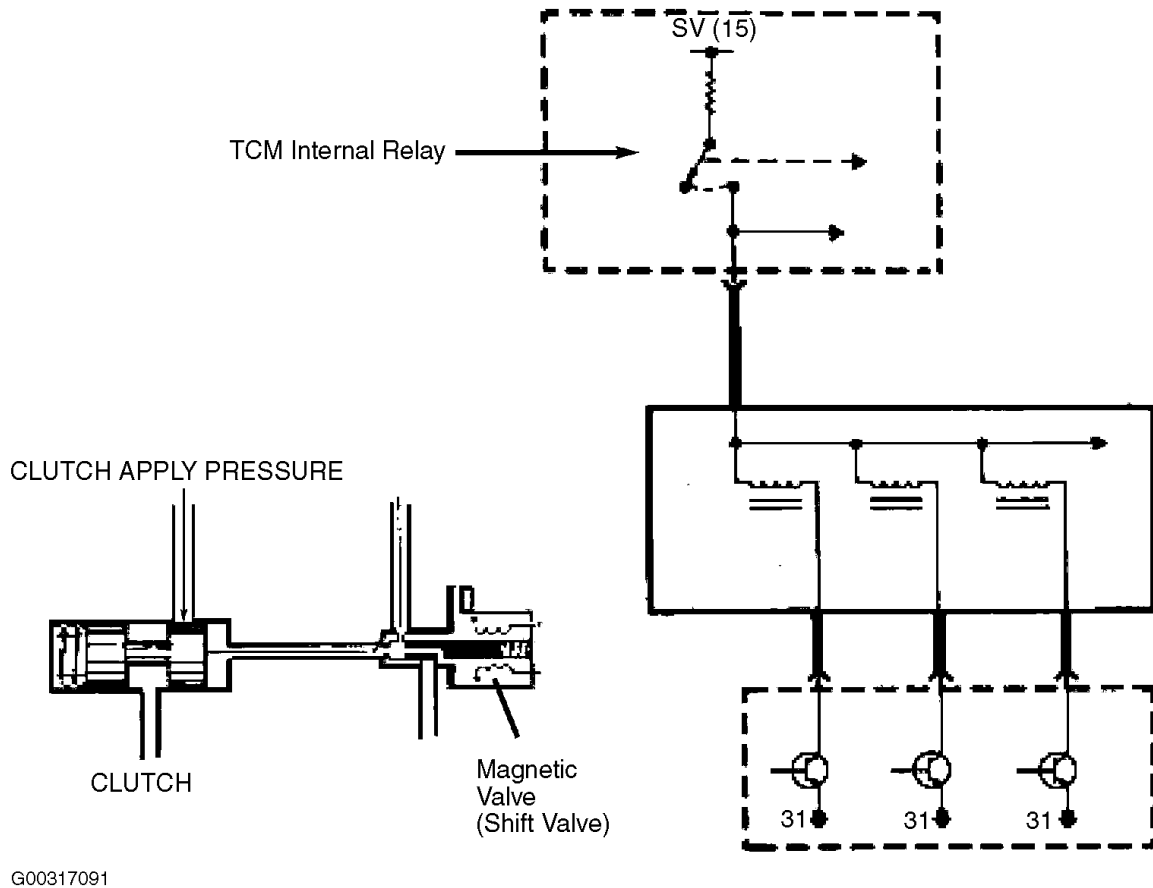 SV (15)
TCM Internal Relay
CLUTCH APPLY PRESSURE
CLUTCH
Magnetic
Valve
(Shift Valve)
31
31
31
G00317091